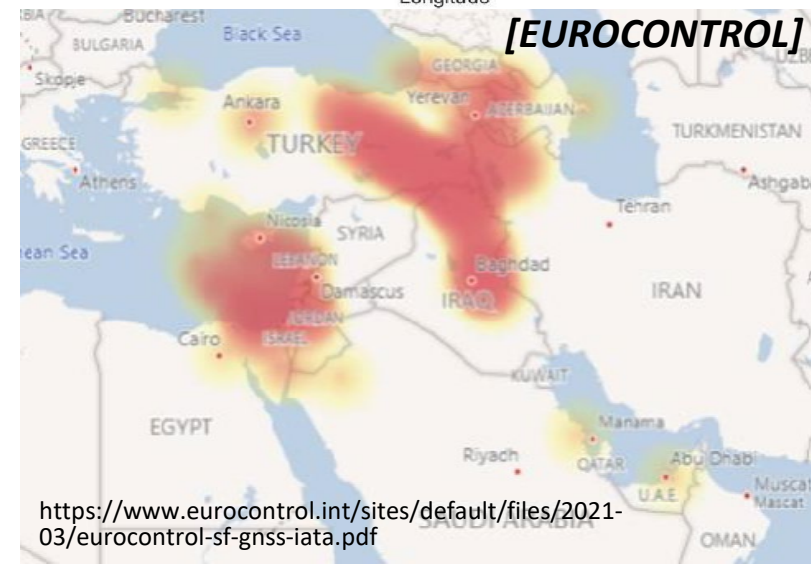 [EUROCONTROL]
Bucharest
BULGARIA
Black Sea
Skopje
GEORGIA
Ankara
Yerevan
AZERBAIJAN
TURKEY
TURKMENISTAN
GREECE
Athens
Ashgab
Tehran
Nicosia
SYRIA
ean Sea
LEBANON
Baghdad
Damascus
IRAQ
IRAN
JORDAN
Cairo
ISRAEL
KUWAIT
EGYPT
Manama
Riyadh
QATAR
Abu Dhabi
U.A.E.
Muscat
Mascat
https://www.eurocontrol.int/sites/default/files/2021-
03/eurocontrol-sf-gnss-iata.pdf
SAUDI ARABIA
OMAN